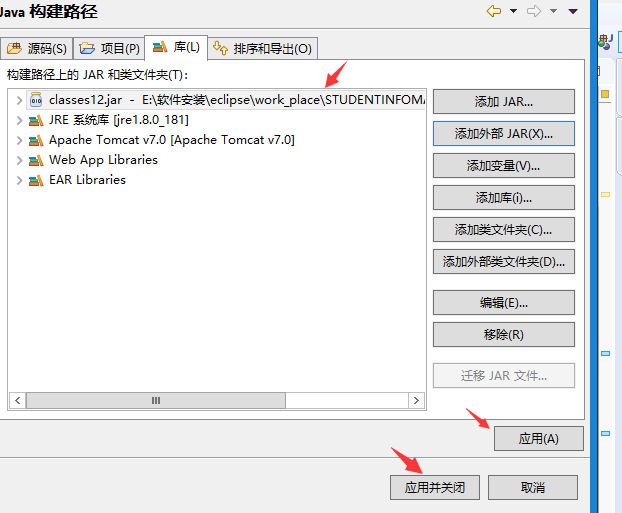 Java 构建路径
源码(S)
项目(P)
库(L)
排序和导出(O)
构建路径上的 JAR 和类文件夹(T):
classes12.jar - E:\软件安装\eclipse\work_place\STUDENTINFOMA
JRE 系统库 [jre1.8.0_181]
Apache Tomcat v7.0 [Apache Tomcat v7.0]
Web App Libraries
EAR Libraries
添加 JAR...
添加外部 JAR(X)...
添加变量(V)...
添加库(i)...
添加类文件夹(C)...
添加外部类文件夹(D)...
编辑(E)...
移除(R)
迁移 JAR 文件...
应用(A)
应用并关闭
取消